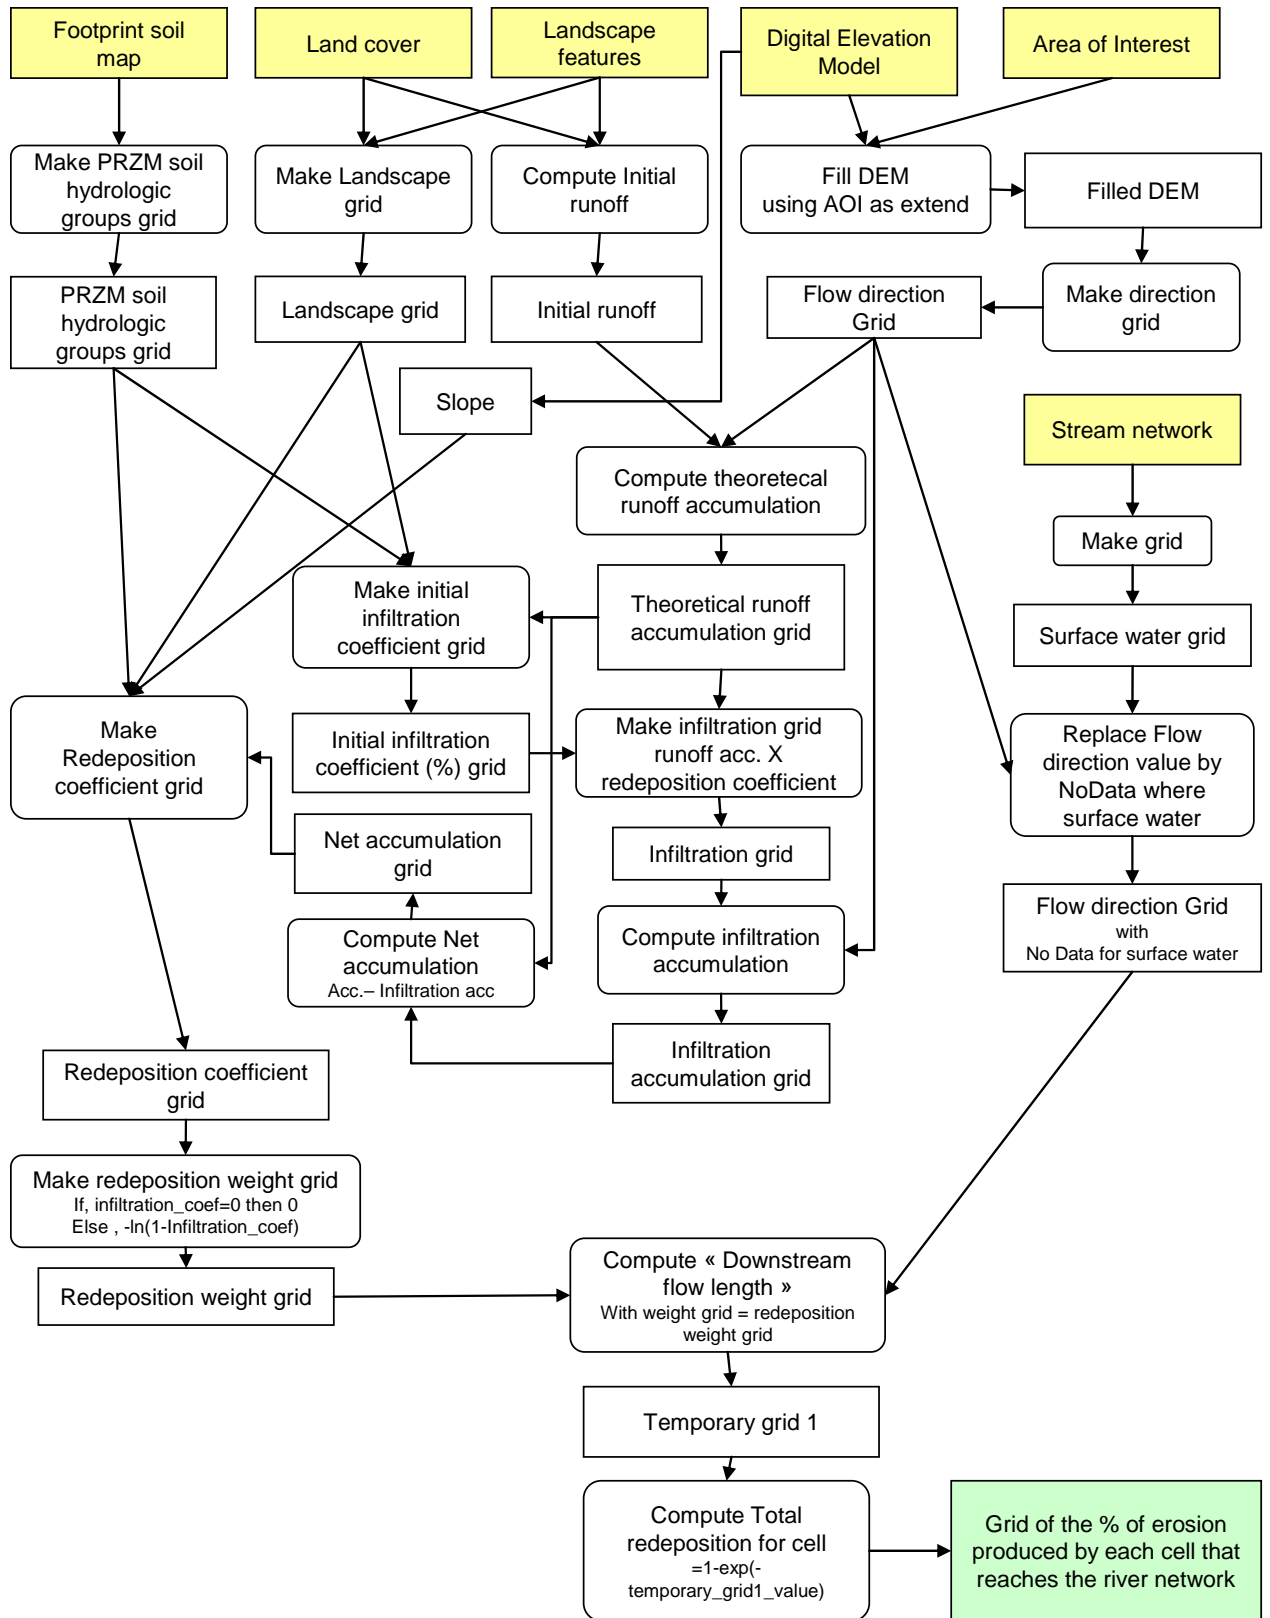 Footprint soil
map
Land cover
Landscape
features
Digital Elevation
Model
Area of Interest
Make PRZM soil
hydrologic
groups grid
Make Landscape
grid
Compute Initial
runoff
Fill DEM
using AOI as extend
Filled DEM
PRZM soil
hydrologic
groups grid
Landscape grid
Initial runoff
Flow direction
Grid
Make direction
grid
Slope
Stream network
Compute theoretecal
runoff accumulation
Make grid
Make initial
infiltration
coefficient grid
Theoretical runoff
accumulation grid
Surface water grid
Make
Redeposition
coefficient grid
Initial infiltration
coefficient (%) grid
Make infiltration grid
runoff acc. X
redeposition coefficient
Replace Flow
direction value by
NoData where
surface water
Net accumulation
grid
Infiltration grid
Flow direction Grid
with
No Data for surface water
Compute Net
accumulation
Acc.– Infiltration acc
Compute infiltration
accumulation
Infiltration
accumulation grid
Redeposition coefficient
grid
Make redeposition weight grid
If, infiltration_coef=0 then 0
Else , -ln(1-Infiltration_coef)
Redeposition weight grid
Compute « Downstream
flow length »
With weight grid = redeposition
weight grid
Temporary grid 1
Compute Total
redeposition for cell
=1-exp(-
temporary_grid1_value)
Grid of the % of erosion
produced by each cell that
reaches the river network